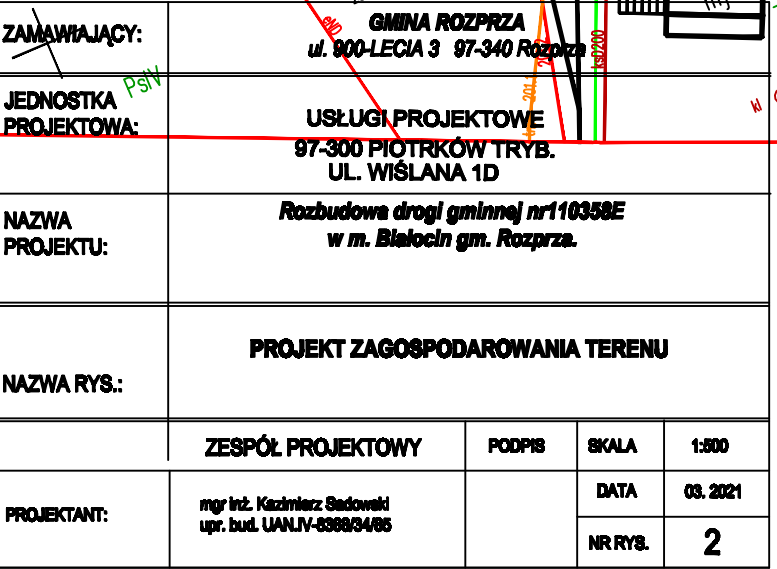 ZAMAWIAJĄCY:
GMINA ROZPRZA
ul. 900-LECIA 3 97-340 Rozprza
eND
ksD200
PsIV
JEDNOSTKA
PROJEKTOWA:
USŁUGI PROJEKTOWE
97-300 PIOTRKÓW TRYB.
UL. WIŚLANA 1D
NAZWA
PROJEKTU:
Rozbudowa drogi gminnej nr110358E
w m. Białocin gm. Rozprza.
PROJEKT ZAGOSPODAROWANIA TERENU
NAZWA RYS.:
ZESPÓŁ PROJEKTOWY
PODPIS
SKALA
1:500
DATA
03. 2021
PROJEKTANT:
mgr inż. Kazimierz Sadowski
upr. bud. UAN.IV-8388/34/85
NR RYS.
2